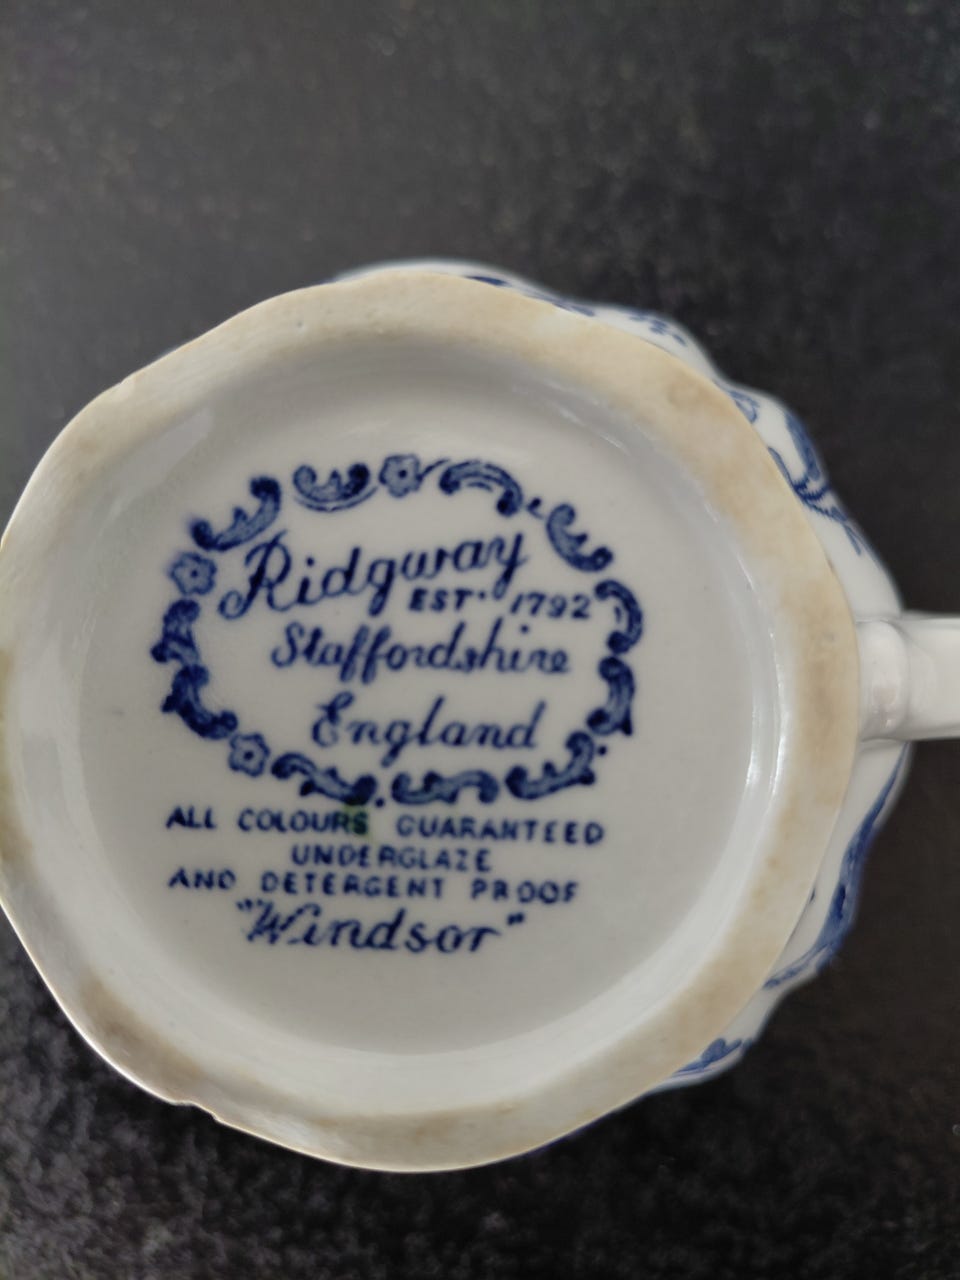 Ridgway
EST. 1792
Staffordshire
England
ALL COLOURS GUARANTEED
UNDERGLAZE
AND DETERGENT PROOF
"Windsor"